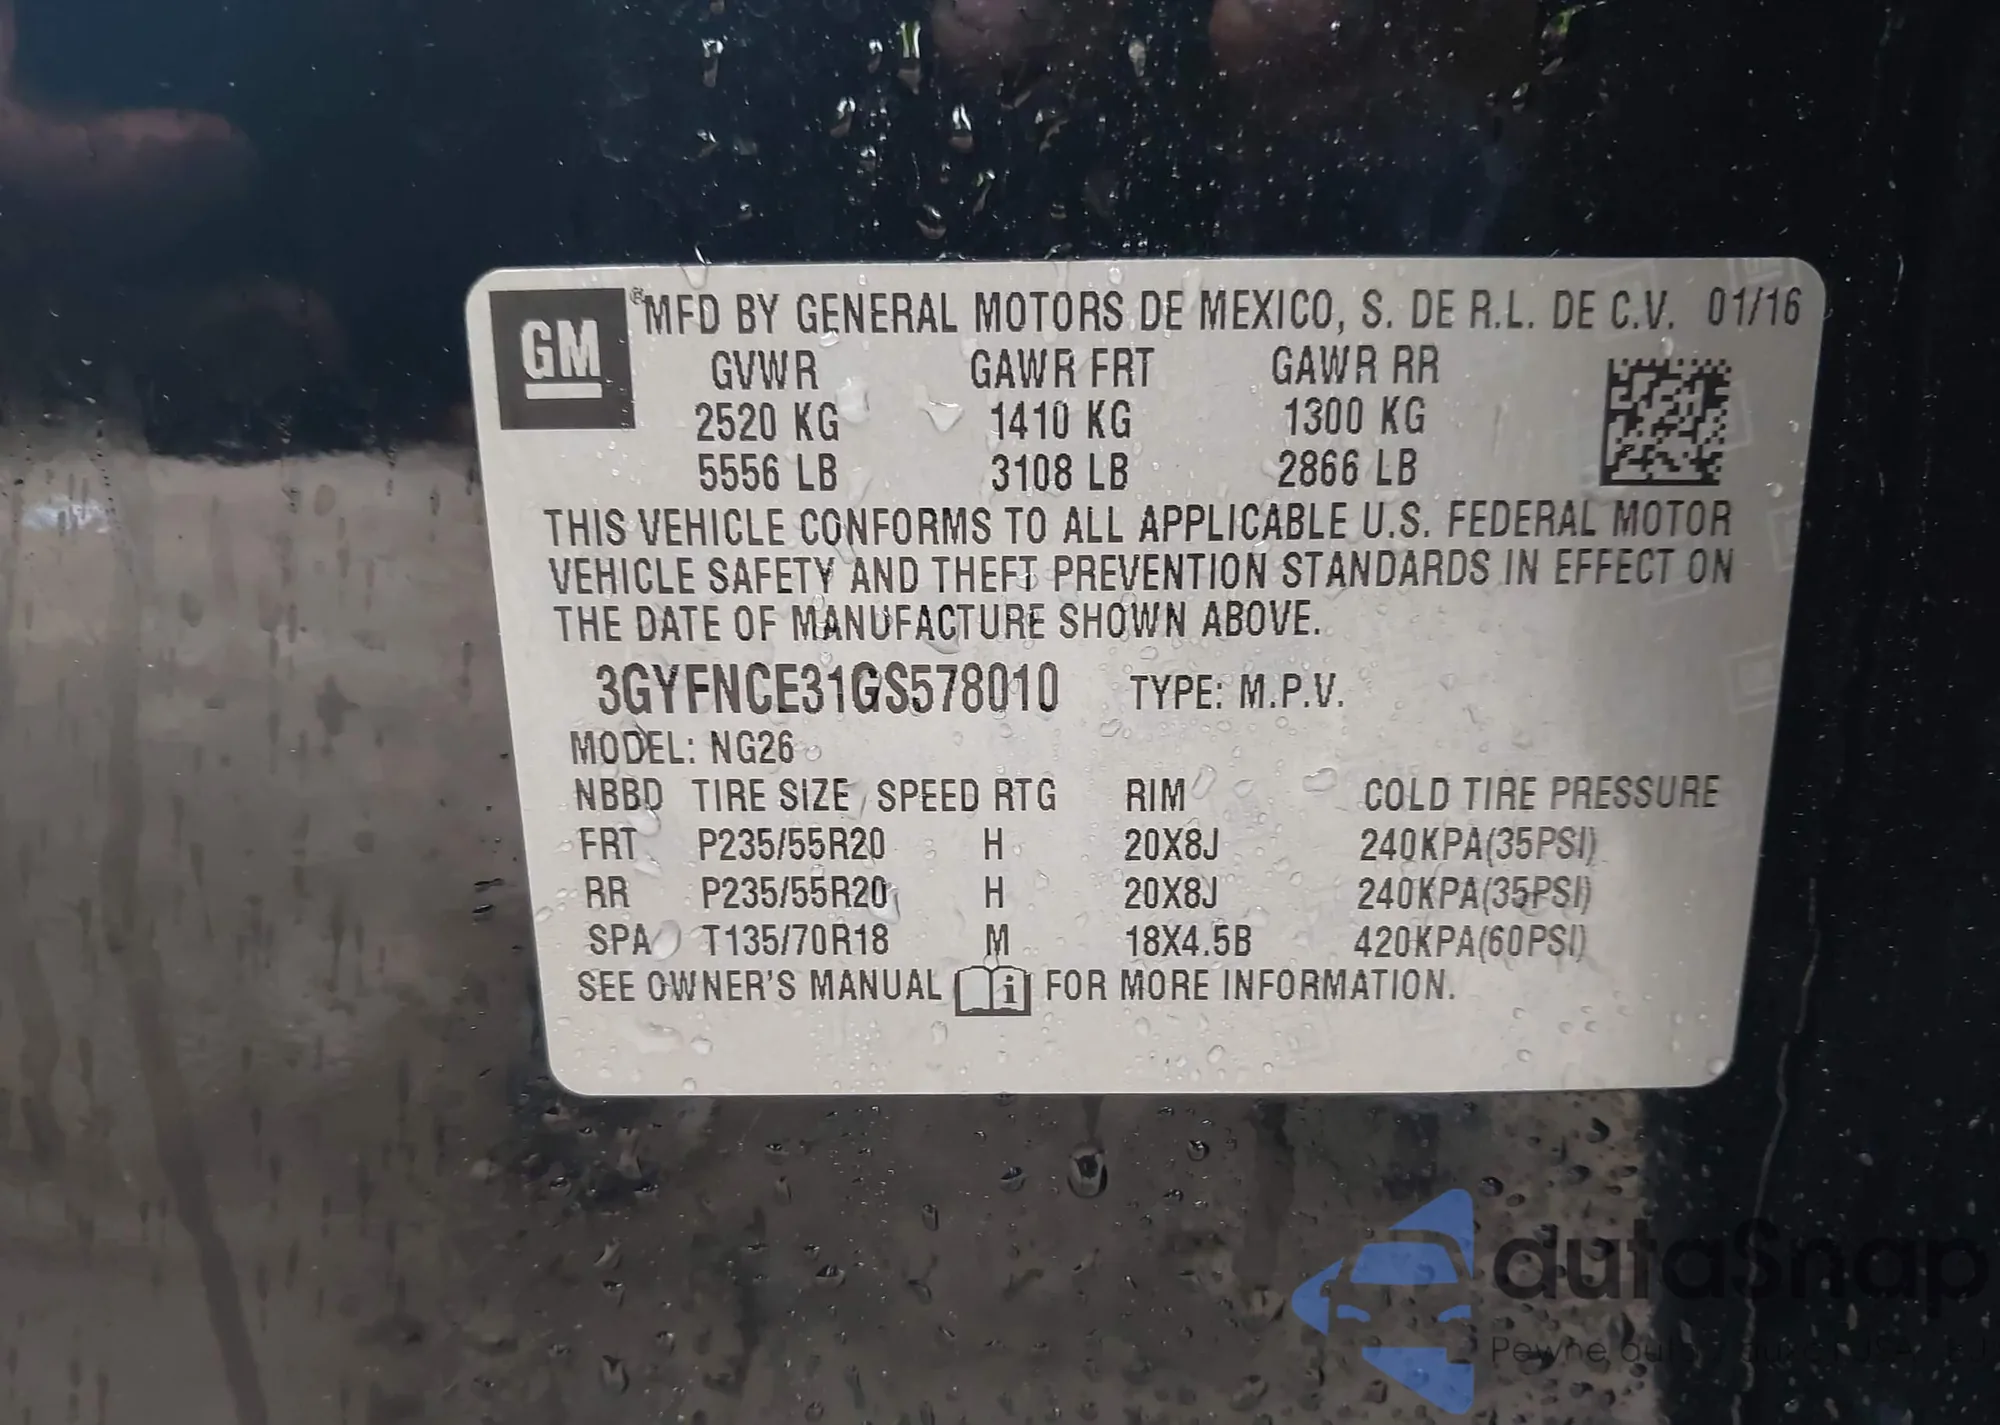 GM ® MFD BY GENERAL MOTORS DE MEXICO, S. DE R.L. DE C.V. 01/16
GVWR GAWR FRT GAWR RR
2520 KG 1410 KG 1300 KG
5556 LB 3108 LB 2866 LB
THIS VEHICLE CONFORMS TO ALL APPLICABLE U.S. FEDERAL MOTOR
VEHICLE SAFETY AND THEFT PREVENTION STANDARDS IN EFFECT ON
THE DATE OF MANUFACTURE SHOWN ABOVE.
3GYFNCE31GS578010 TYPE: M.P.V.
MODEL: NG26
NBBD TIRE SIZE SPEED RTG RIM COLD TIRE PRESSURE
FRT P235/55R20 H 20X8J 240KPA(35PSI)
RR P235/55R20 H 20X8J 240KPA(35PSI)
SPA T135/70R18 M 18X4.5B 420KPA(60PSI)
SEE OWNER'S MANUAL i FOR MORE INFORMATION.
autaSnap
Pewne auta